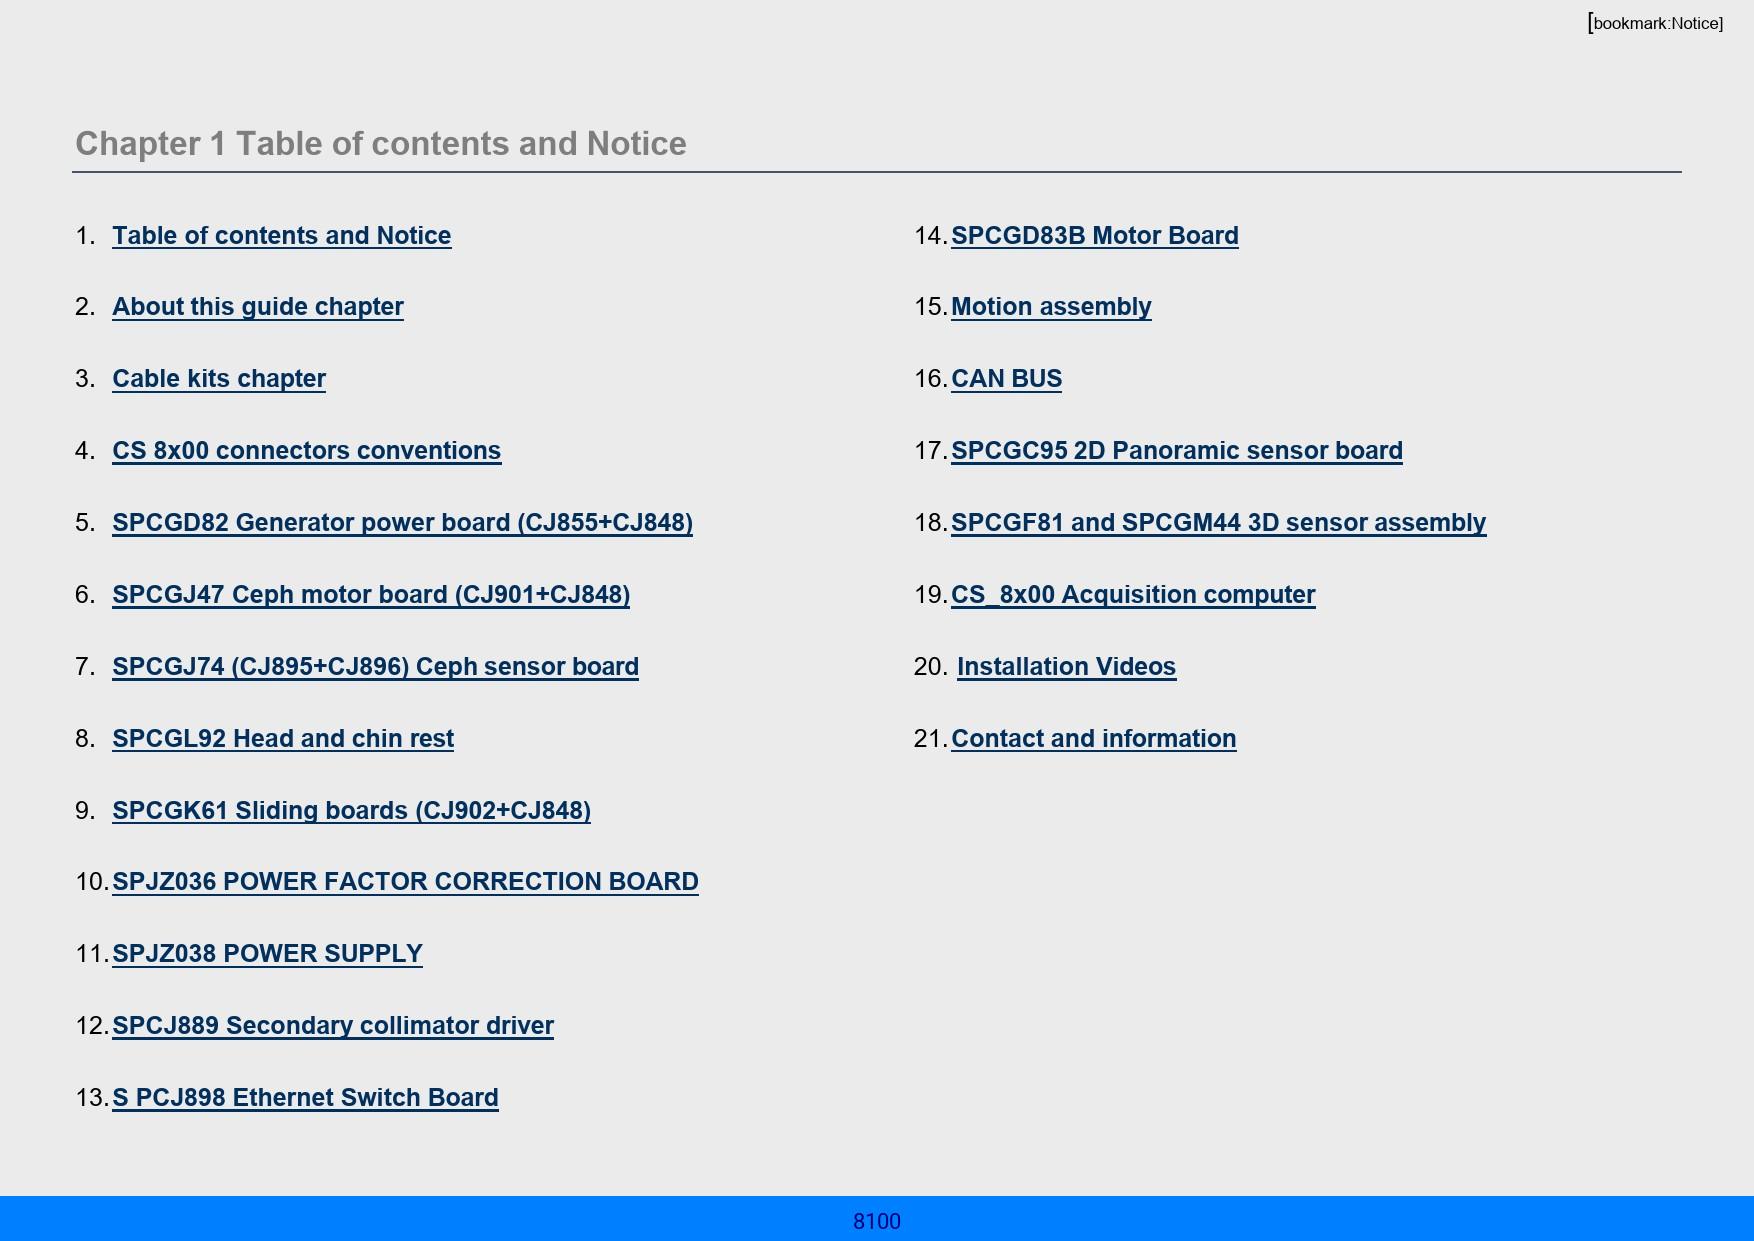 [bookmark:Notice]
Chapter 1 Table of contents and Notice
1. Table of contents and Notice
2. About this guide chapter
3. Cable kits chapter
4. CS 8x00 connectors conventions
5. SPCGD82 Generator power board (CJ855+CJ848)
6. SPCGJ47 Ceph motor board (CJ901+CJ848)
7. SPCGJ74 (CJ895+CJ896) Ceph sensor board
8. SPCGL92 Head and chin rest
9. SPCGK61 Sliding boards (CJ902+CJ848)
10. SPJZ036 POWER FACTOR CORRECTION BOARD
11. SPJZ038 POWER SUPPLY
12. SPCJ889 Secondary collimator driver
13. S PCJ898 Ethernet Switch Board
14. SPCGD83B Motor Board
15. Motion assembly
16. CAN BUS
17. SPCGC95 2D Panoramic sensor board
18. SPCGF81 and SPCGM44 3D sensor assembly
19. CS_8x00 Acquisition computer
20. Installation Videos
21. Contact and information
8100